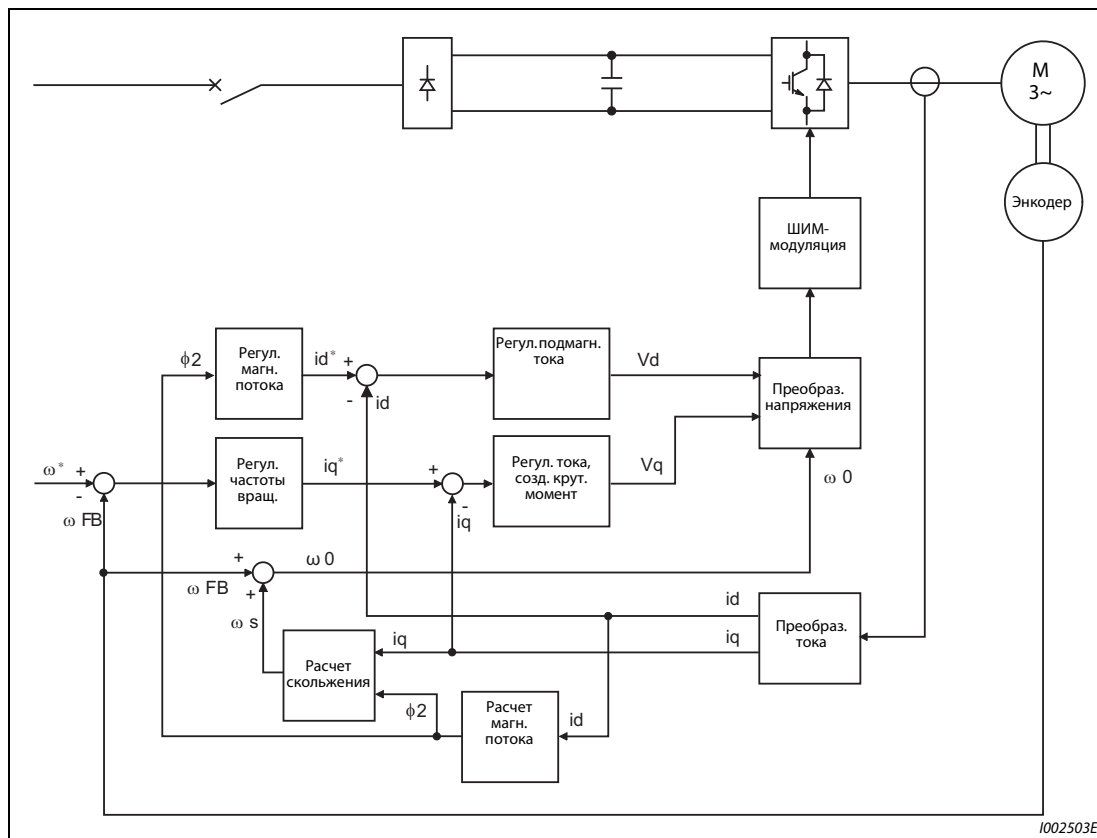 M
3~
Энкодер
ШИМ-
модуляция
ϕ2
Регул.
магн.
потока
id*
+
-
id
Регул.подмагн.
тока
Vd
Преобраз.
напряжения
ω*
+
-
ω FB
Регул.
частоты
вращ.
iq*
+
-
iq
Регул. тока,
созд. крут.
момент
Vq
ω 0
+
ω FB
+
ω s
ω 0
id
iq
Преобраз.
тока
iq
Расчет
скольжения
ϕ2
Расчет
магн.
потока
id
I002503E